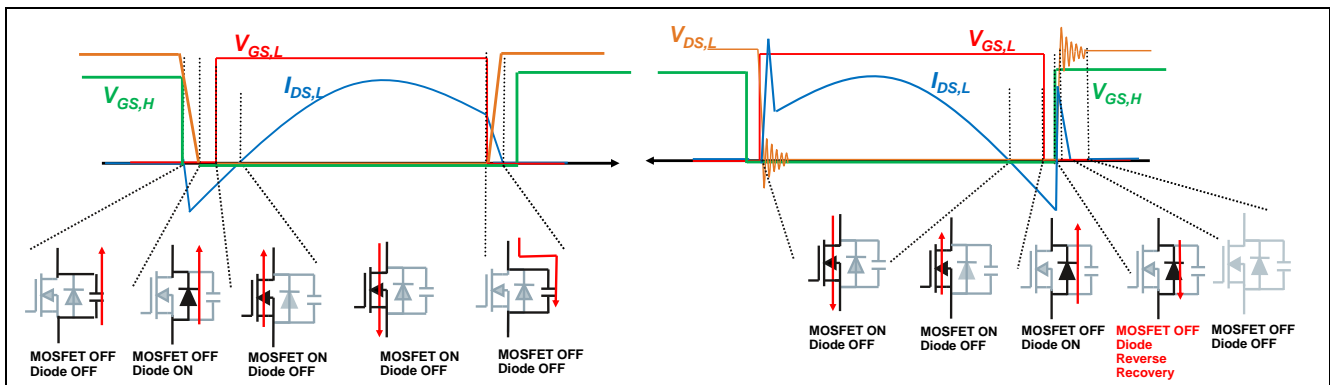 V_GS,L
V_GS,H
I_DS,L
V_DS,L
V_GS,L
I_DS,L
V_GS,H
MOSFET OFF
Diode OFF
MOSFET OFF
Diode ON
MOSFET ON
Diode OFF
MOSFET ON
Diode OFF
MOSFET OFF
Diode OFF
MOSFET ON
Diode OFF
MOSFET ON
Diode OFF
MOSFET OFF
Diode ON
MOSFET OFF
Diode
Reverse
Recovery
MOSFET OFF
Diode OFF